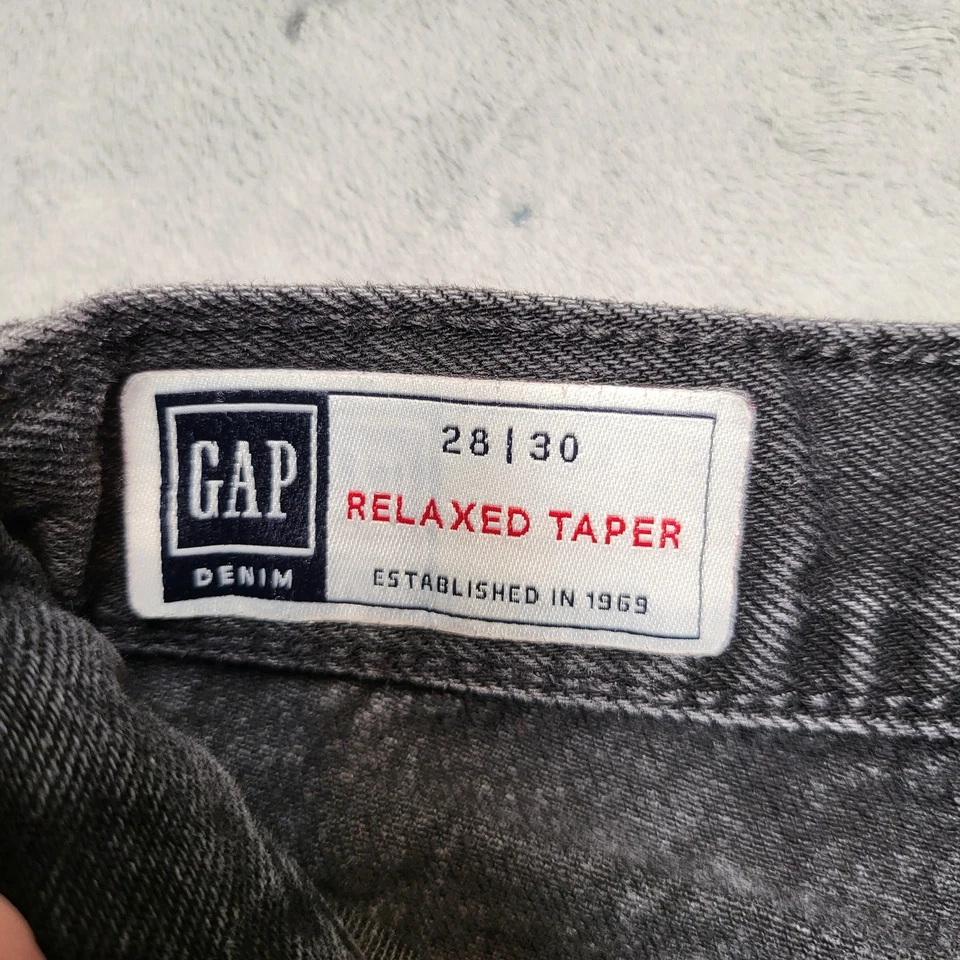 GAP
DENIM
28 | 30
RELAXED TAPER
ESTABLISHED IN 1969